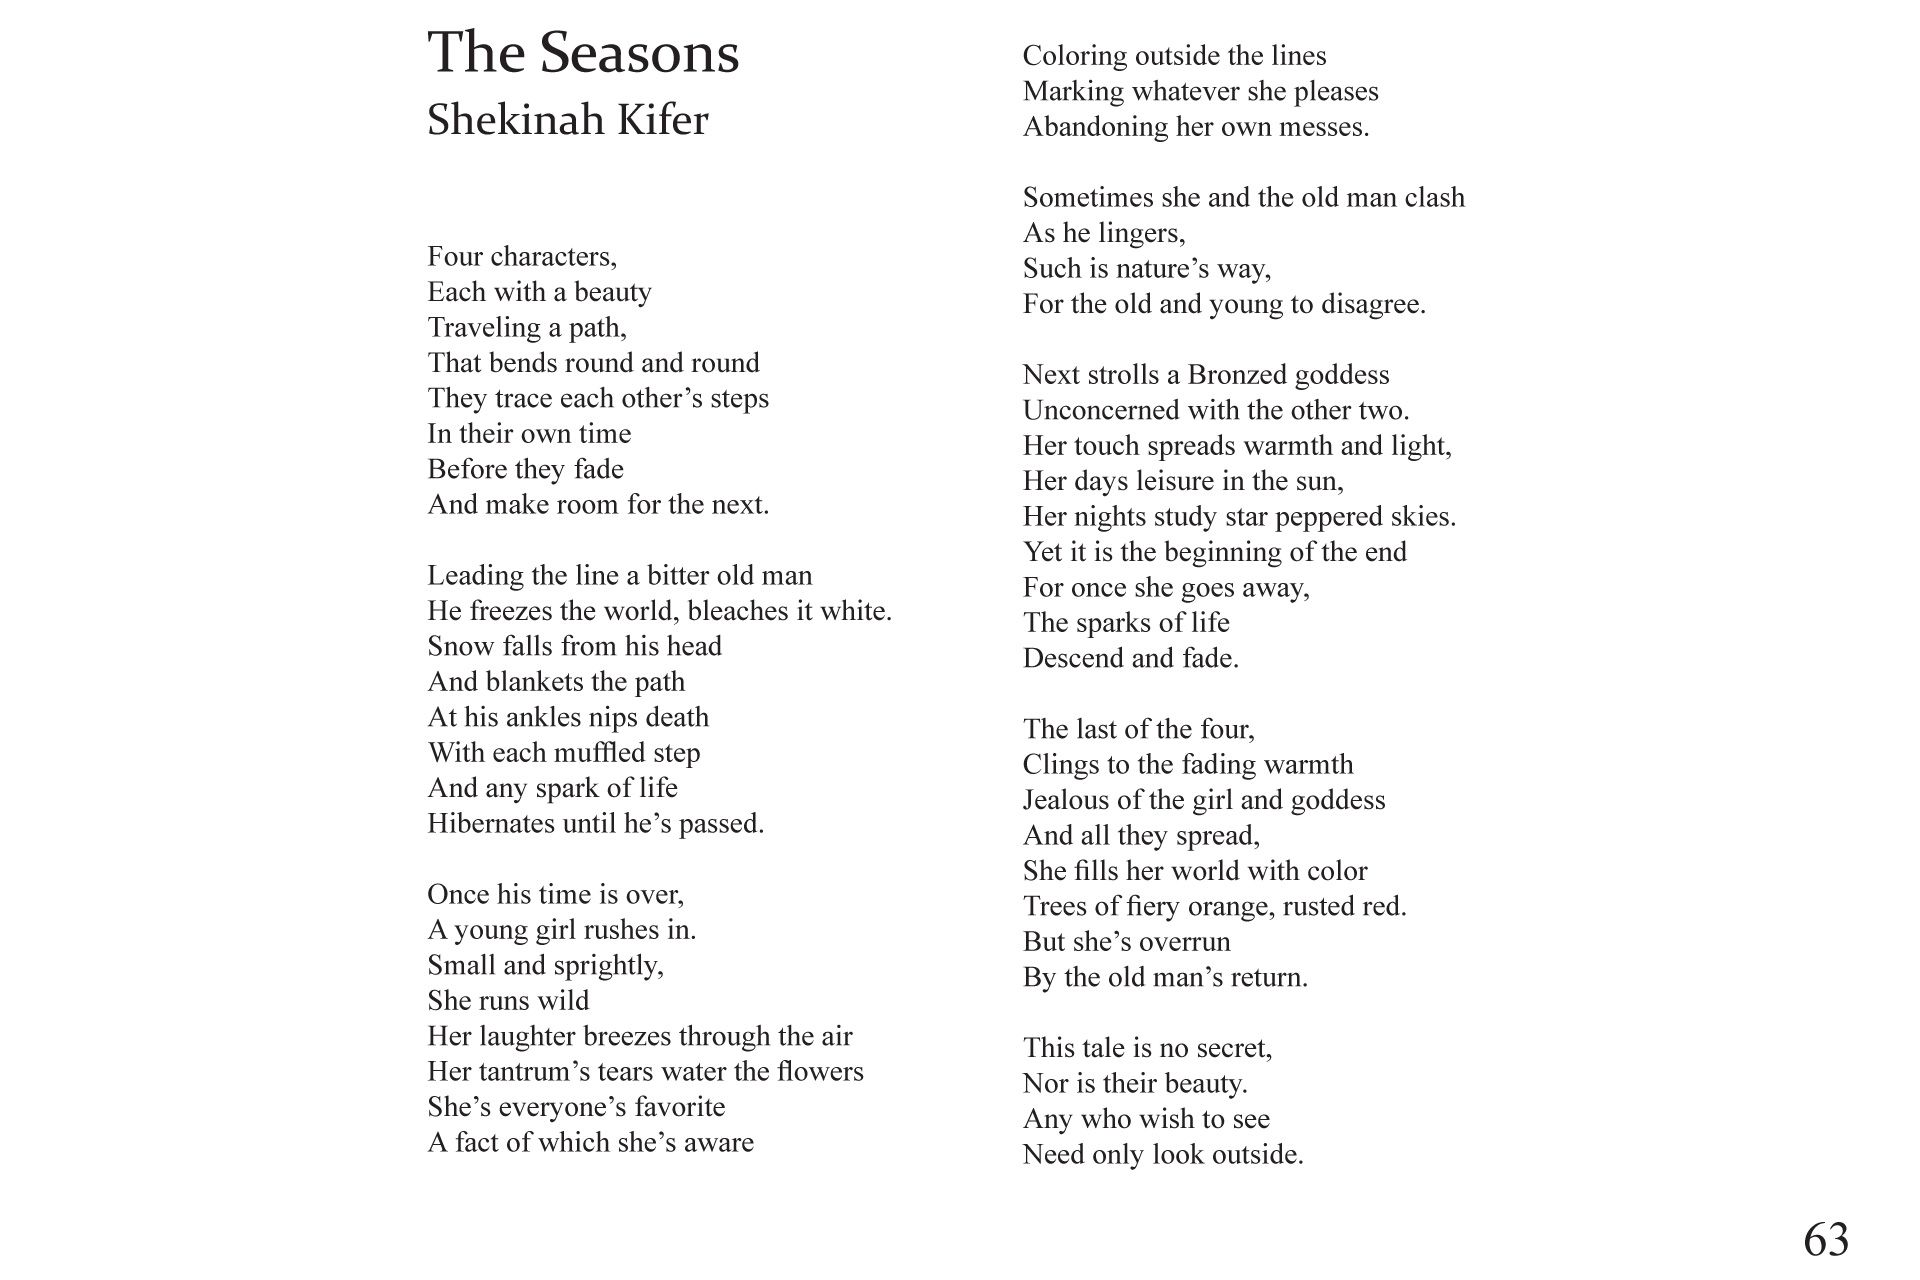 The Seasons
Shekinah Kifer
Four characters,
Each with a beauty
Traveling a path,
That bends round and round
They trace each other’s steps
In their own time
Before they fade
And make room for the next.
Leading the line a bitter old man
He freezes the world, bleaches it white.
Snow falls from his head
And blankets the path
At his ankles nips death
With each muffled step
And any spark of life
Hibernates until he’s passed.
Once his time is over,
A young girl rushes in.
Small and sprightly,
She runs wild
Her laughter breezes through the air
Her tantrum’s tears water the flowers
She’s everyone’s favorite
A fact of which she’s aware
Coloring outside the lines
Marking whatever she pleases
Abandoning her own messes.
Sometimes she and the old man clash
As he lingers,
Such is nature’s way,
For the old and young to disagree.
Next strolls a Bronzed goddess
Unconcerned with the other two.
Her touch spreads warmth and light,
Her days leisure in the sun,
Her nights study star peppered skies.
Yet it is the beginning of the end
For once she goes away,
The sparks of life
Descend and fade.
The last of the four,
Clings to the fading warmth
Jealous of the girl and goddess
And all they spread,
She fills her world with color
Trees of fiery orange, rusted red.
But she’s overrun
By the old man’s return.
This tale is no secret,
Nor is their beauty.
Any who wish to see
Need only look outside.
63